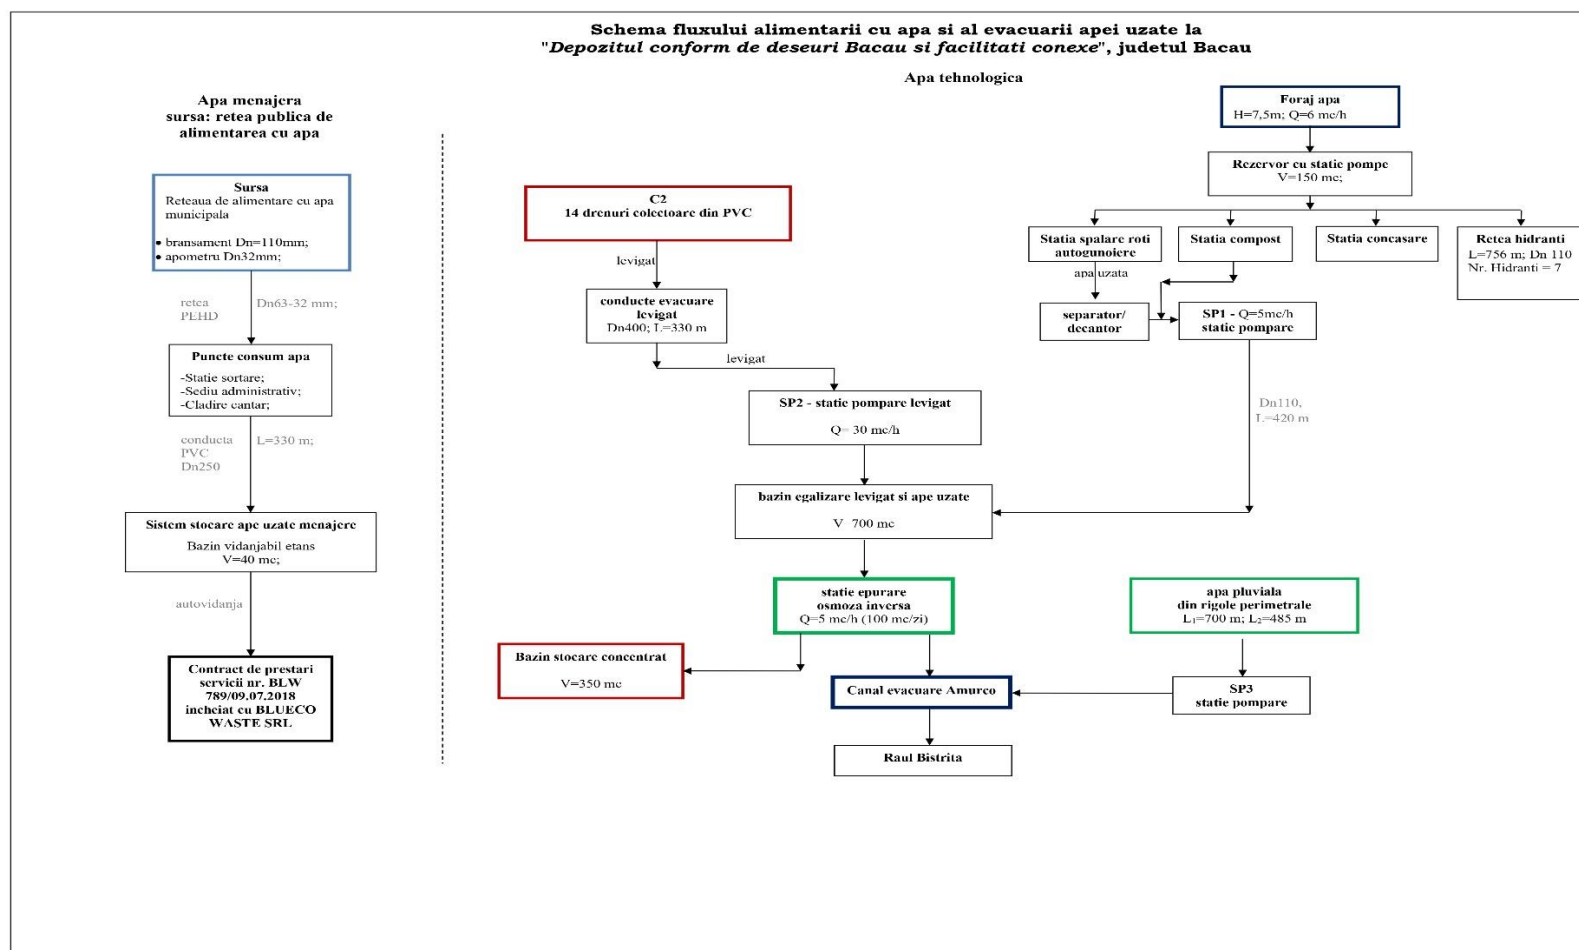 Schema fluxului alimentarii cu apa si al evacuarii apei uzate la
"Depozitul conform de deseuri Bacau si facilitati conexe", judetul Bacau
Apa menajera
sursa: retea publica de
alimentarea cu apa
Sursa
Reteaua de alimentare cu apa
municipala
• bransament Dn=110mm;
• apometru Dn32mm;
retea
PEHD
Dn63-32 mm;
Puncte consum apa
-Statie sortare;
-Sediu administrativ;
-Cladire cantar;
conducta
PVC
Dn250
L=330 m;
Sistem stocare ape uzate menajere
Bazin vidanjabil etans
V=40 mc;
autovidanja
Contract de prestari
servicii nr. BLW
789/09.07.2018
incheiat cu BLUECO
WASTE SRL
Apa tehnologica
Foraj apa
H=7,5m; Q=6 mc/h
Rezervor cu statie pompe
V=150 mc;
Statia spalare roti
autogunoiere
Statia compost
Statia concasare
Retea hidranti
L=756 m; Dn 110
Nr. Hidranti = 7
apa uzata
separator/
decantor
SP1 - Q=5mc/h
statie pompare
Dn110,
L=420 m
C2
14 drenuri colectoare din PVC
levigat
conducte evacuare
levigat
Dn400; L=330 m
levigat
SP2 - statie pompare levigat
Q= 30 mc/h
bazin egalizare levigat si ape uzate
V=700 mc
statie epurare
osmoza inversa
Q=5 mc/h (100 mc/zi)
apa pluviala
din rigole perimetrale
L₁=700 m; L₂=485 m
Bazin stocare concentrat
V=350 mc
Canal evacuare Amurco
SP3
statie pompare
Raul Bistrita